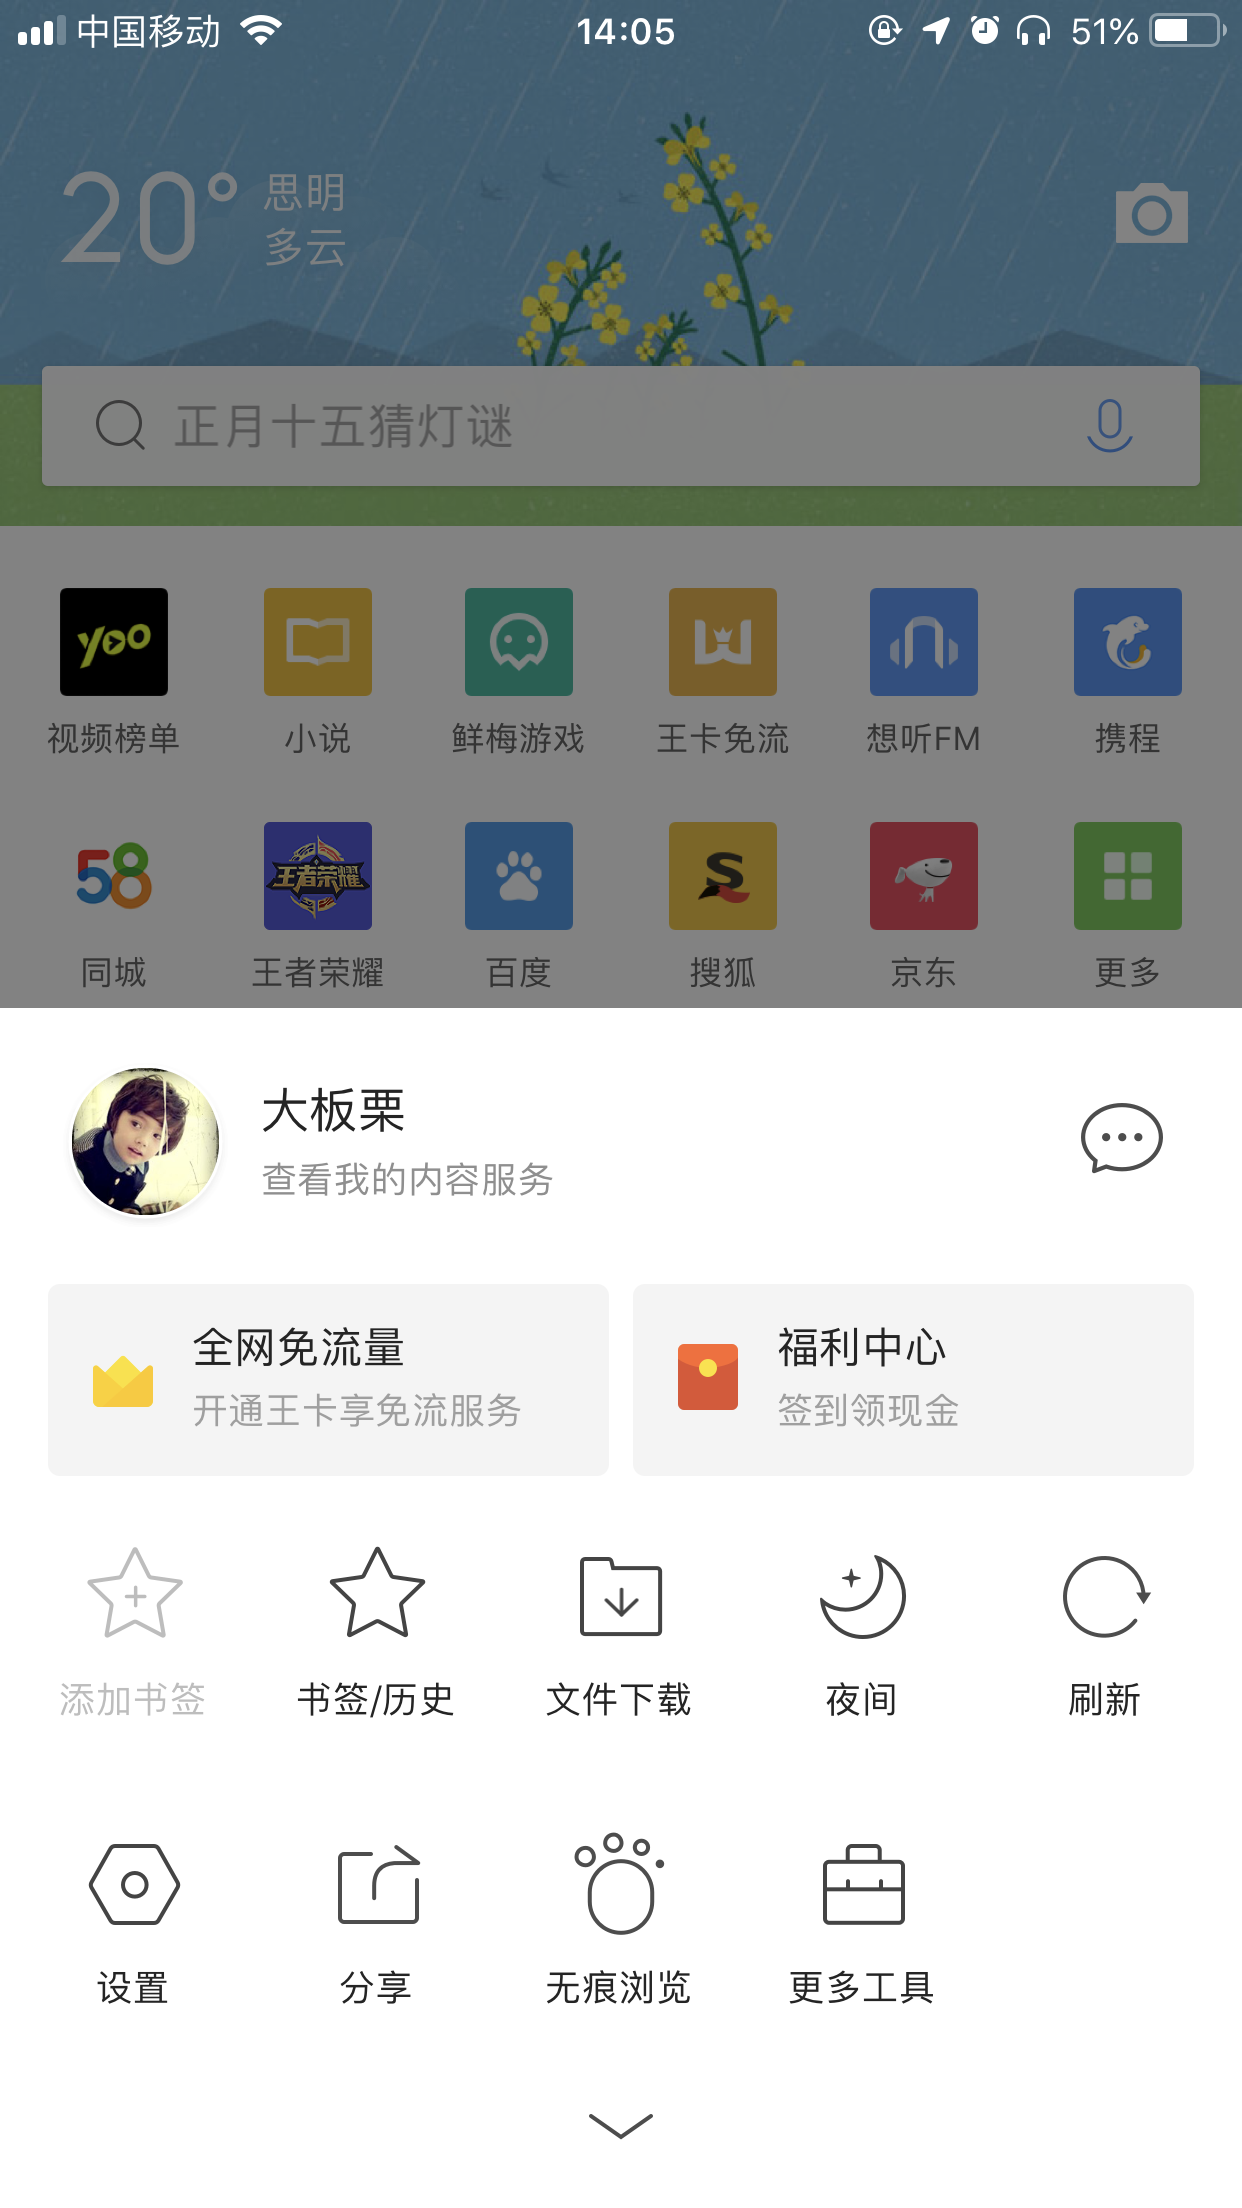 中国移动 14:05 51%
20° 思明
多云
正月十五猜灯谜
yoo
视频榜单 小说 鲜梅游戏 王卡免流 想听FM 携程
58 王者荣耀 S
同城 王者荣耀 百度 搜狐 京东 更多
大板栗
查看我的内容服务
全网免流量 福利中心
开通王卡享免流服务 签到领现金
添加书签 书签/历史 文件下载 夜间 刷新
设置 分享 无痕浏览 更多工具